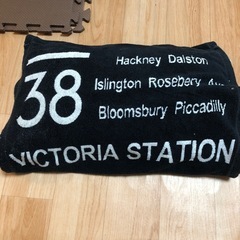 Hackney Dalston
38
Islington Rosebery
Bloomsbury Piccadilly
VICTORIA STATION